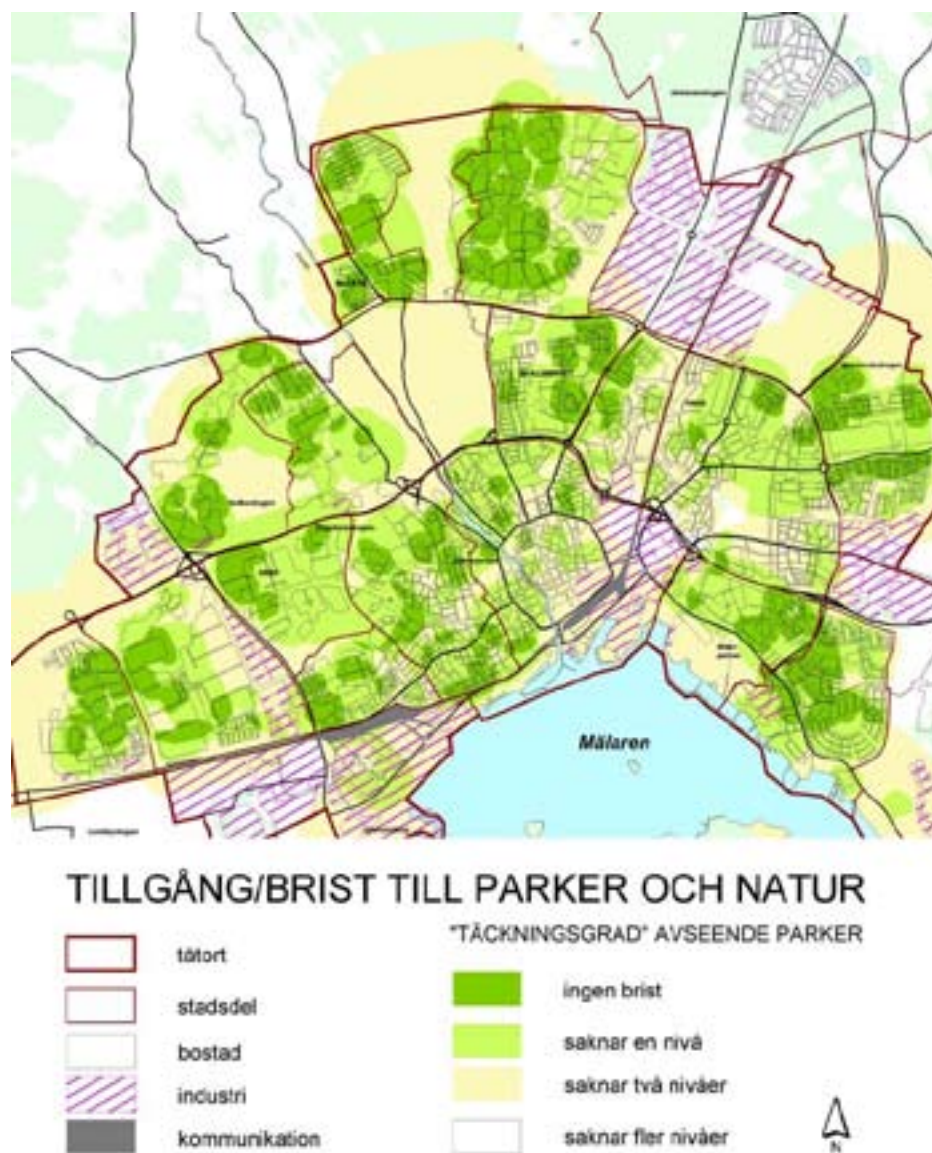 Mälaren
TILLGÅNG/BRIST TILL PARKER OCH NATUR
"TÄCKNINGSGRAD" AVSEENDE PARKER
tätort
stadsdel
bostad
industri
kommunikation
ingen brist
saknar en nivå
saknar två nivåer
saknar fler nivåer
N